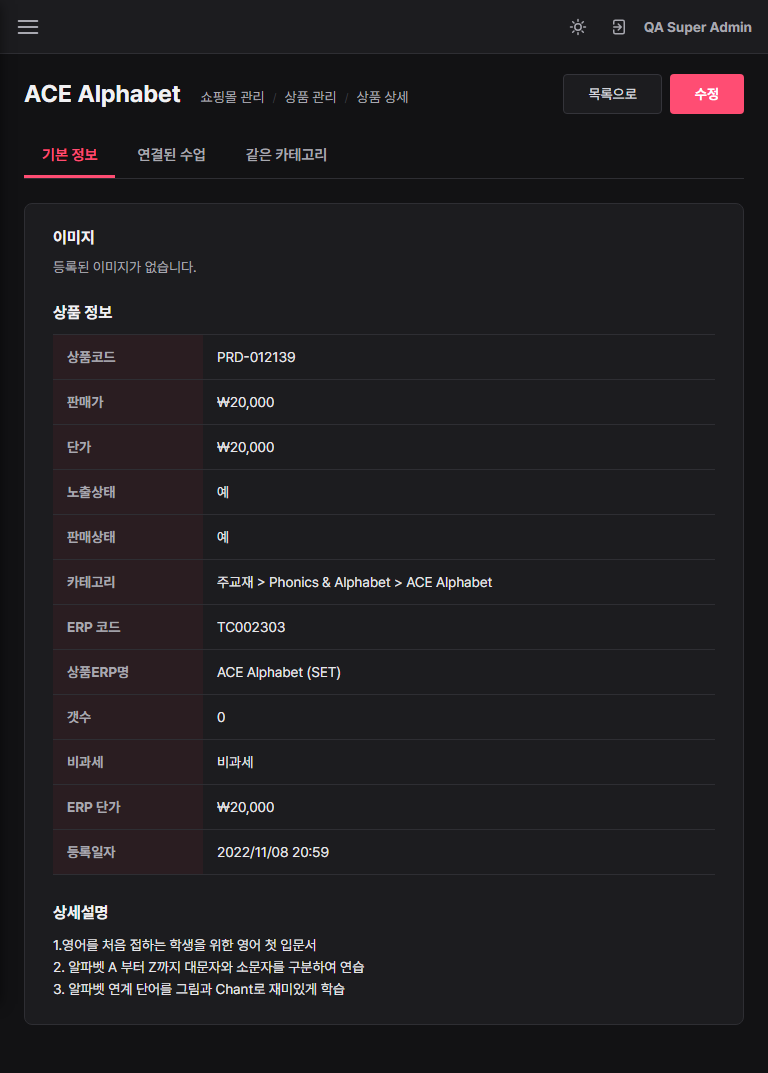 QA Super Admin
ACE Alphabet 쇼핑몰 관리 / 상품 관리 / 상품 상세 목록으로 수정
기본 정보 연결된 수업 같은 카테고리
이미지
등록된 이미지가 없습니다.
상품 정보
상품코드 PRD-012139
판매가 ₩20,000
단가 ₩20,000
노출상태 예
판매상태 예
카테고리 주교재 > Phonics & Alphabet > ACE Alphabet
ERP 코드 TC002303
상품ERP명 ACE Alphabet (SET)
갯수 0
비과세 비과세
ERP 단가 ₩20,000
등록일자 2022/11/08 20:59
상세설명
1.영어를 처음 접하는 학생을 위한 영어 첫 입문서
2. 알파벳 A 부터 Z까지 대문자와 소문자를 구분하여 연습
3. 알파벳 연계 단어를 그림과 Chant로 재미있게 학습